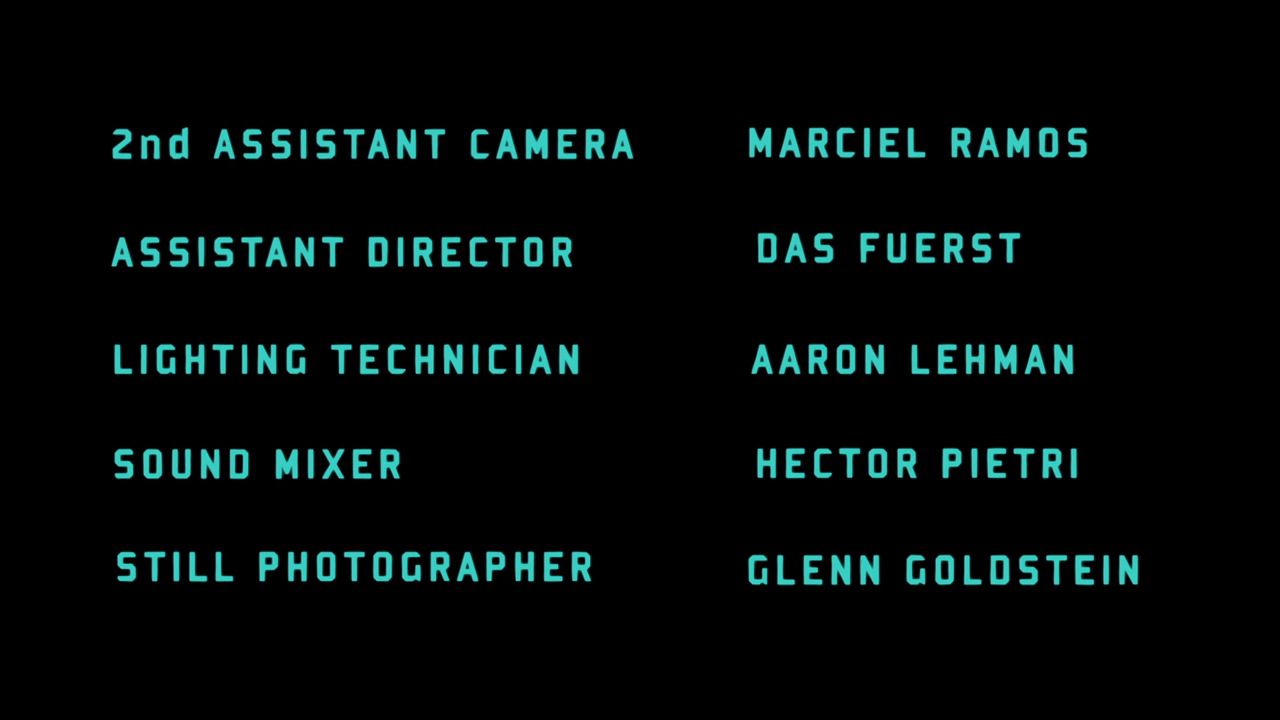 2nd ASSISTANT CAMERA MARCIEL RAMOS
ASSISTANT DIRECTOR DAS FUERST
LIGHTING TECHNICIAN AARON LEHMAN
SOUND MIXER HECTOR PIETRI
STILL PHOTOGRAPHER GLENN GOLDSTEIN